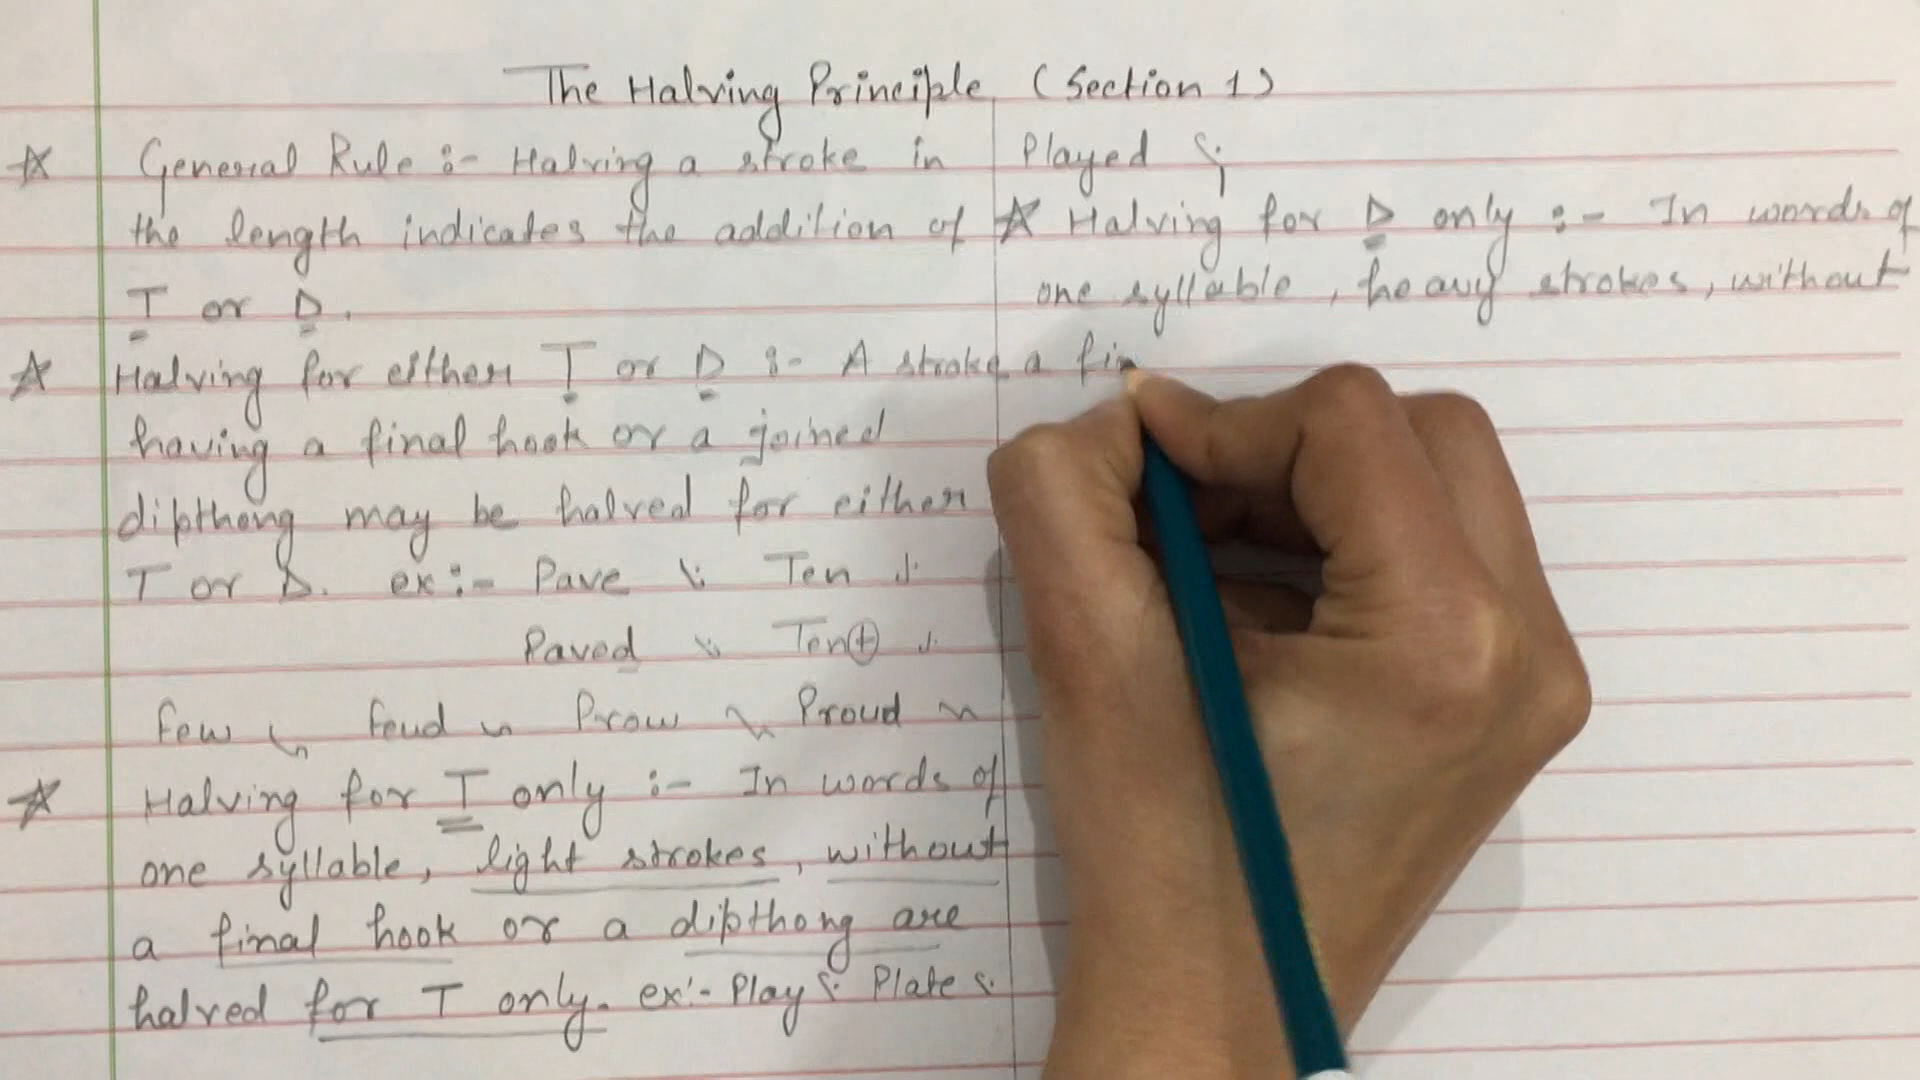 The Halving Principle (Section 1)
General Rule :- Halving a stroke in
the length indicates the addition of
T or D.
Halving for either T or D :- A stroke
having a final hook or a joined
dipthong may be halved for either
T or D. ex :- Pave Ten
Paved Tent
Few Feud Prow Proud
Halving for T only :- In words of
one syllable, light strokes, without
a final hook or a dipthong are
halved for T only. ex:- Play Plate
Played
Halving for D only :- In words of
one syllable, heavy strokes, without
a fin